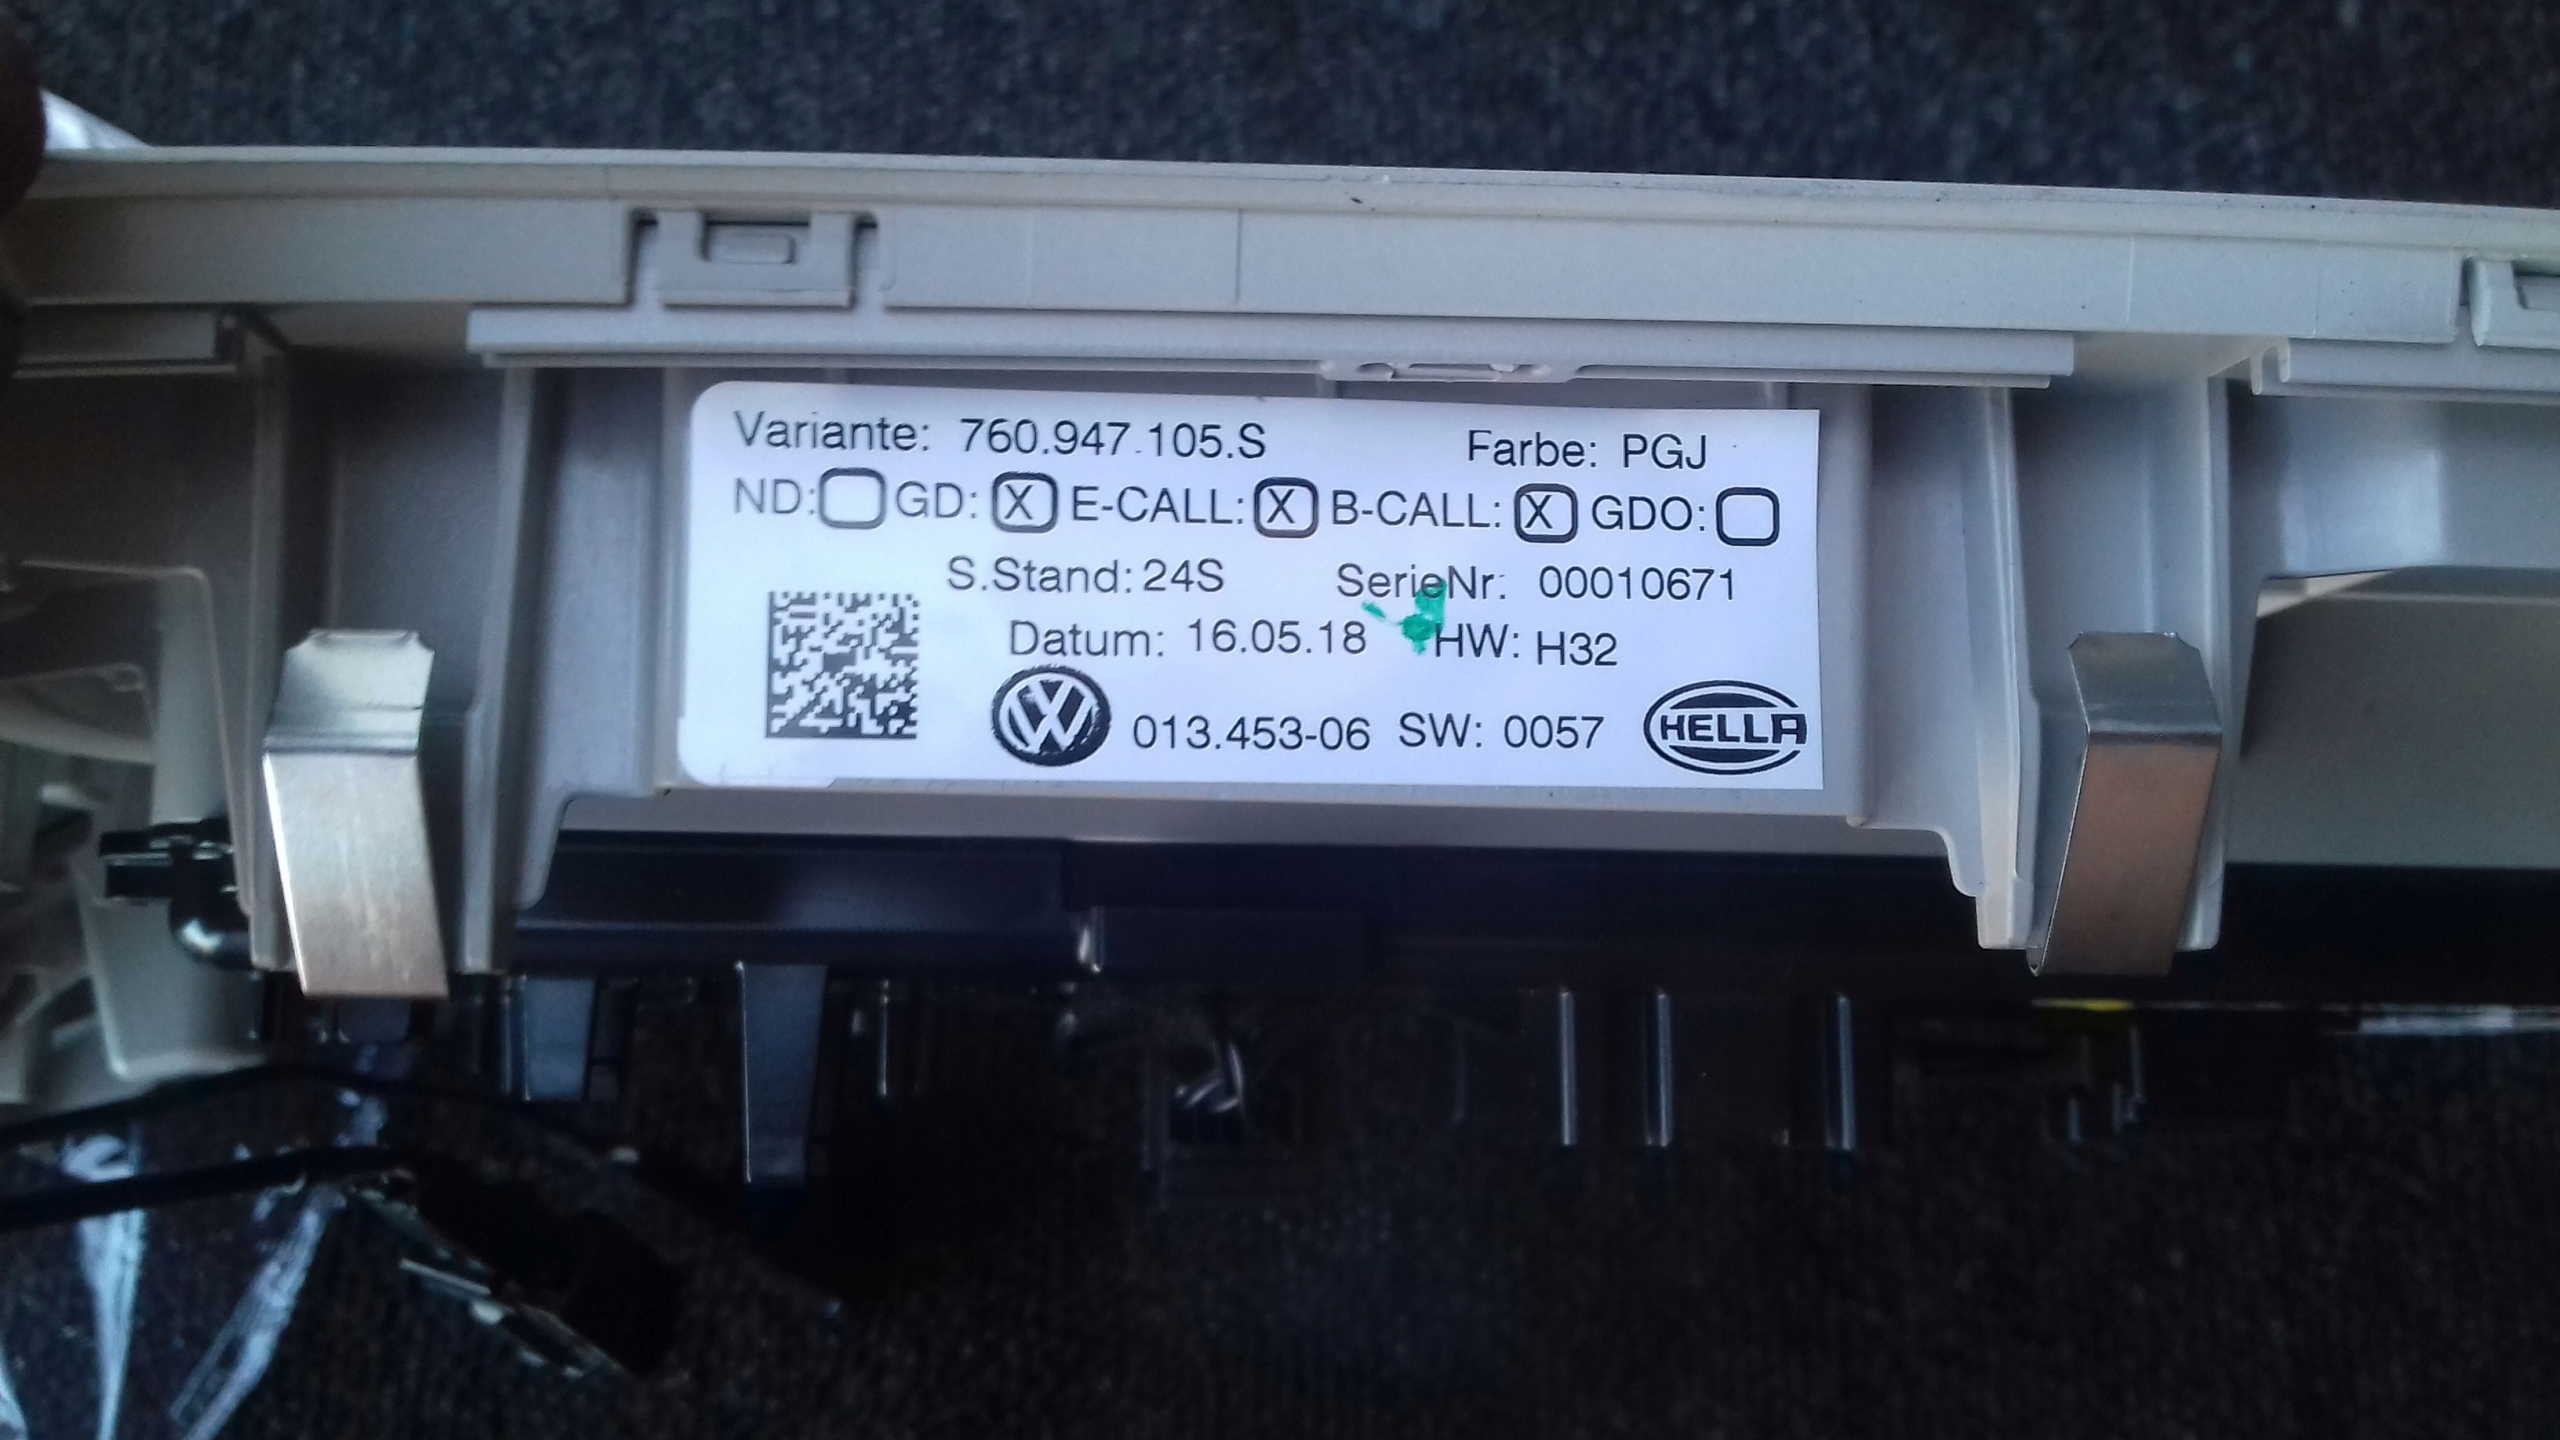 Variante: 760.947.105.S Farbe: PGJ
ND: GD: X E-CALL: X B-CALL: X GDO:
S.Stand: 24S SerieNr: 00010671
Datum: 16.05.18 HW: H32
VW 013.453-06 SW: 0057 HELLA